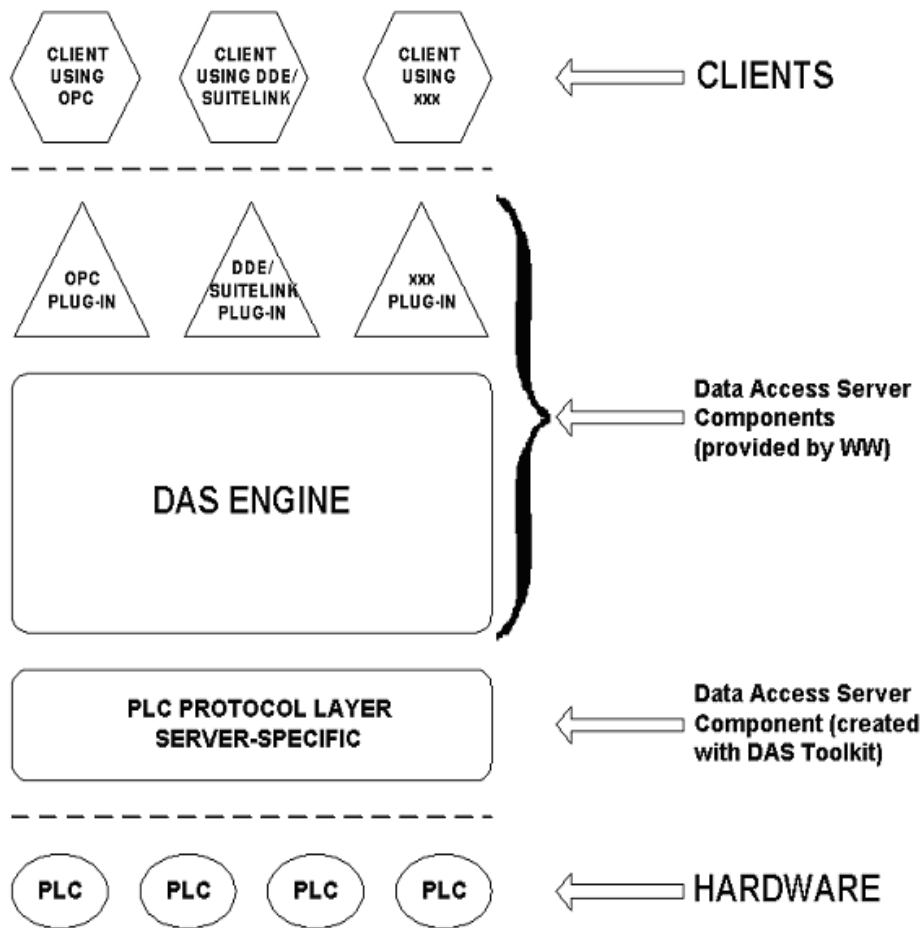 CLIENT
USING
OPC
CLIENT
USING DDE/
SUITELINK
CLIENT
USING
xxx
CLIENTS
OPC
PLUG-IN
DDE/
SUITELINK
PLUG-IN
xxx
PLUG-IN
DAS ENGINE
Data Access Server
Components
(provided by WW)
PLC PROTOCOL LAYER
SERVER-SPECIFIC
Data Access Server
Component (created
with DAS Toolkit)
PLC
PLC
PLC
PLC
HARDWARE